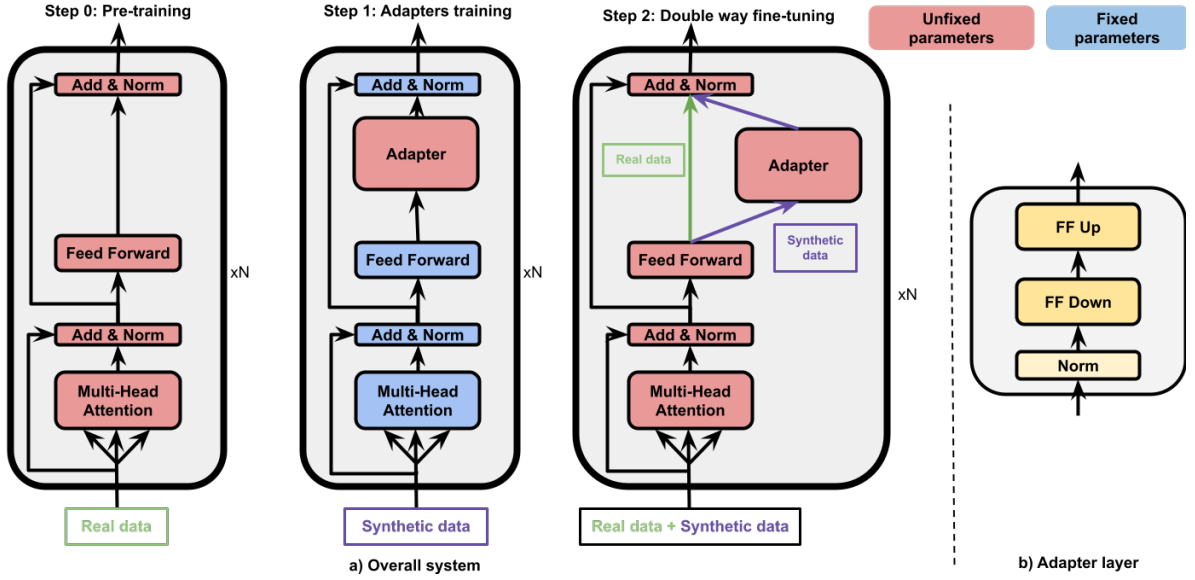 Step 0: Pre-training
Add & Norm
Feed Forward
Add & Norm
Multi-Head
Attention
xN
Real data
Step 1: Adapters training
Add & Norm
Adapter
Feed Forward
Add & Norm
Multi-Head
Attention
xN
Synthetic data
Step 2: Double way fine-tuning
Add & Norm
Real data
Adapter
Synthetic
data
Feed Forward
Add & Norm
Multi-Head
Attention
xN
Real data + Synthetic data
a) Overall system
Unfixed
parameters
Fixed
parameters
FF Up
FF Down
Norm
b) Adapter layer